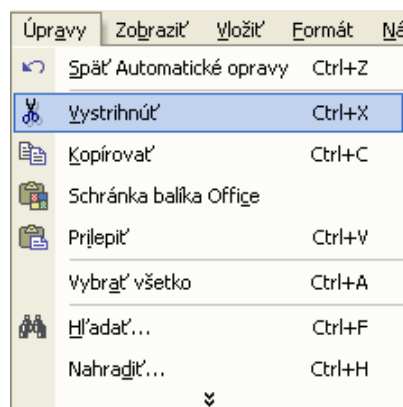 Úpravy Zobraziť Vložiť Formát Ná
Späť Automatické opravy Ctrl+Z
Vystrihnúť Ctrl+X
Kopírovať Ctrl+C
Schránka balíka Office
Prilepiť Ctrl+V
Vybrať všetko Ctrl+A
Hľadať... Ctrl+F
Nahradiť... Ctrl+H